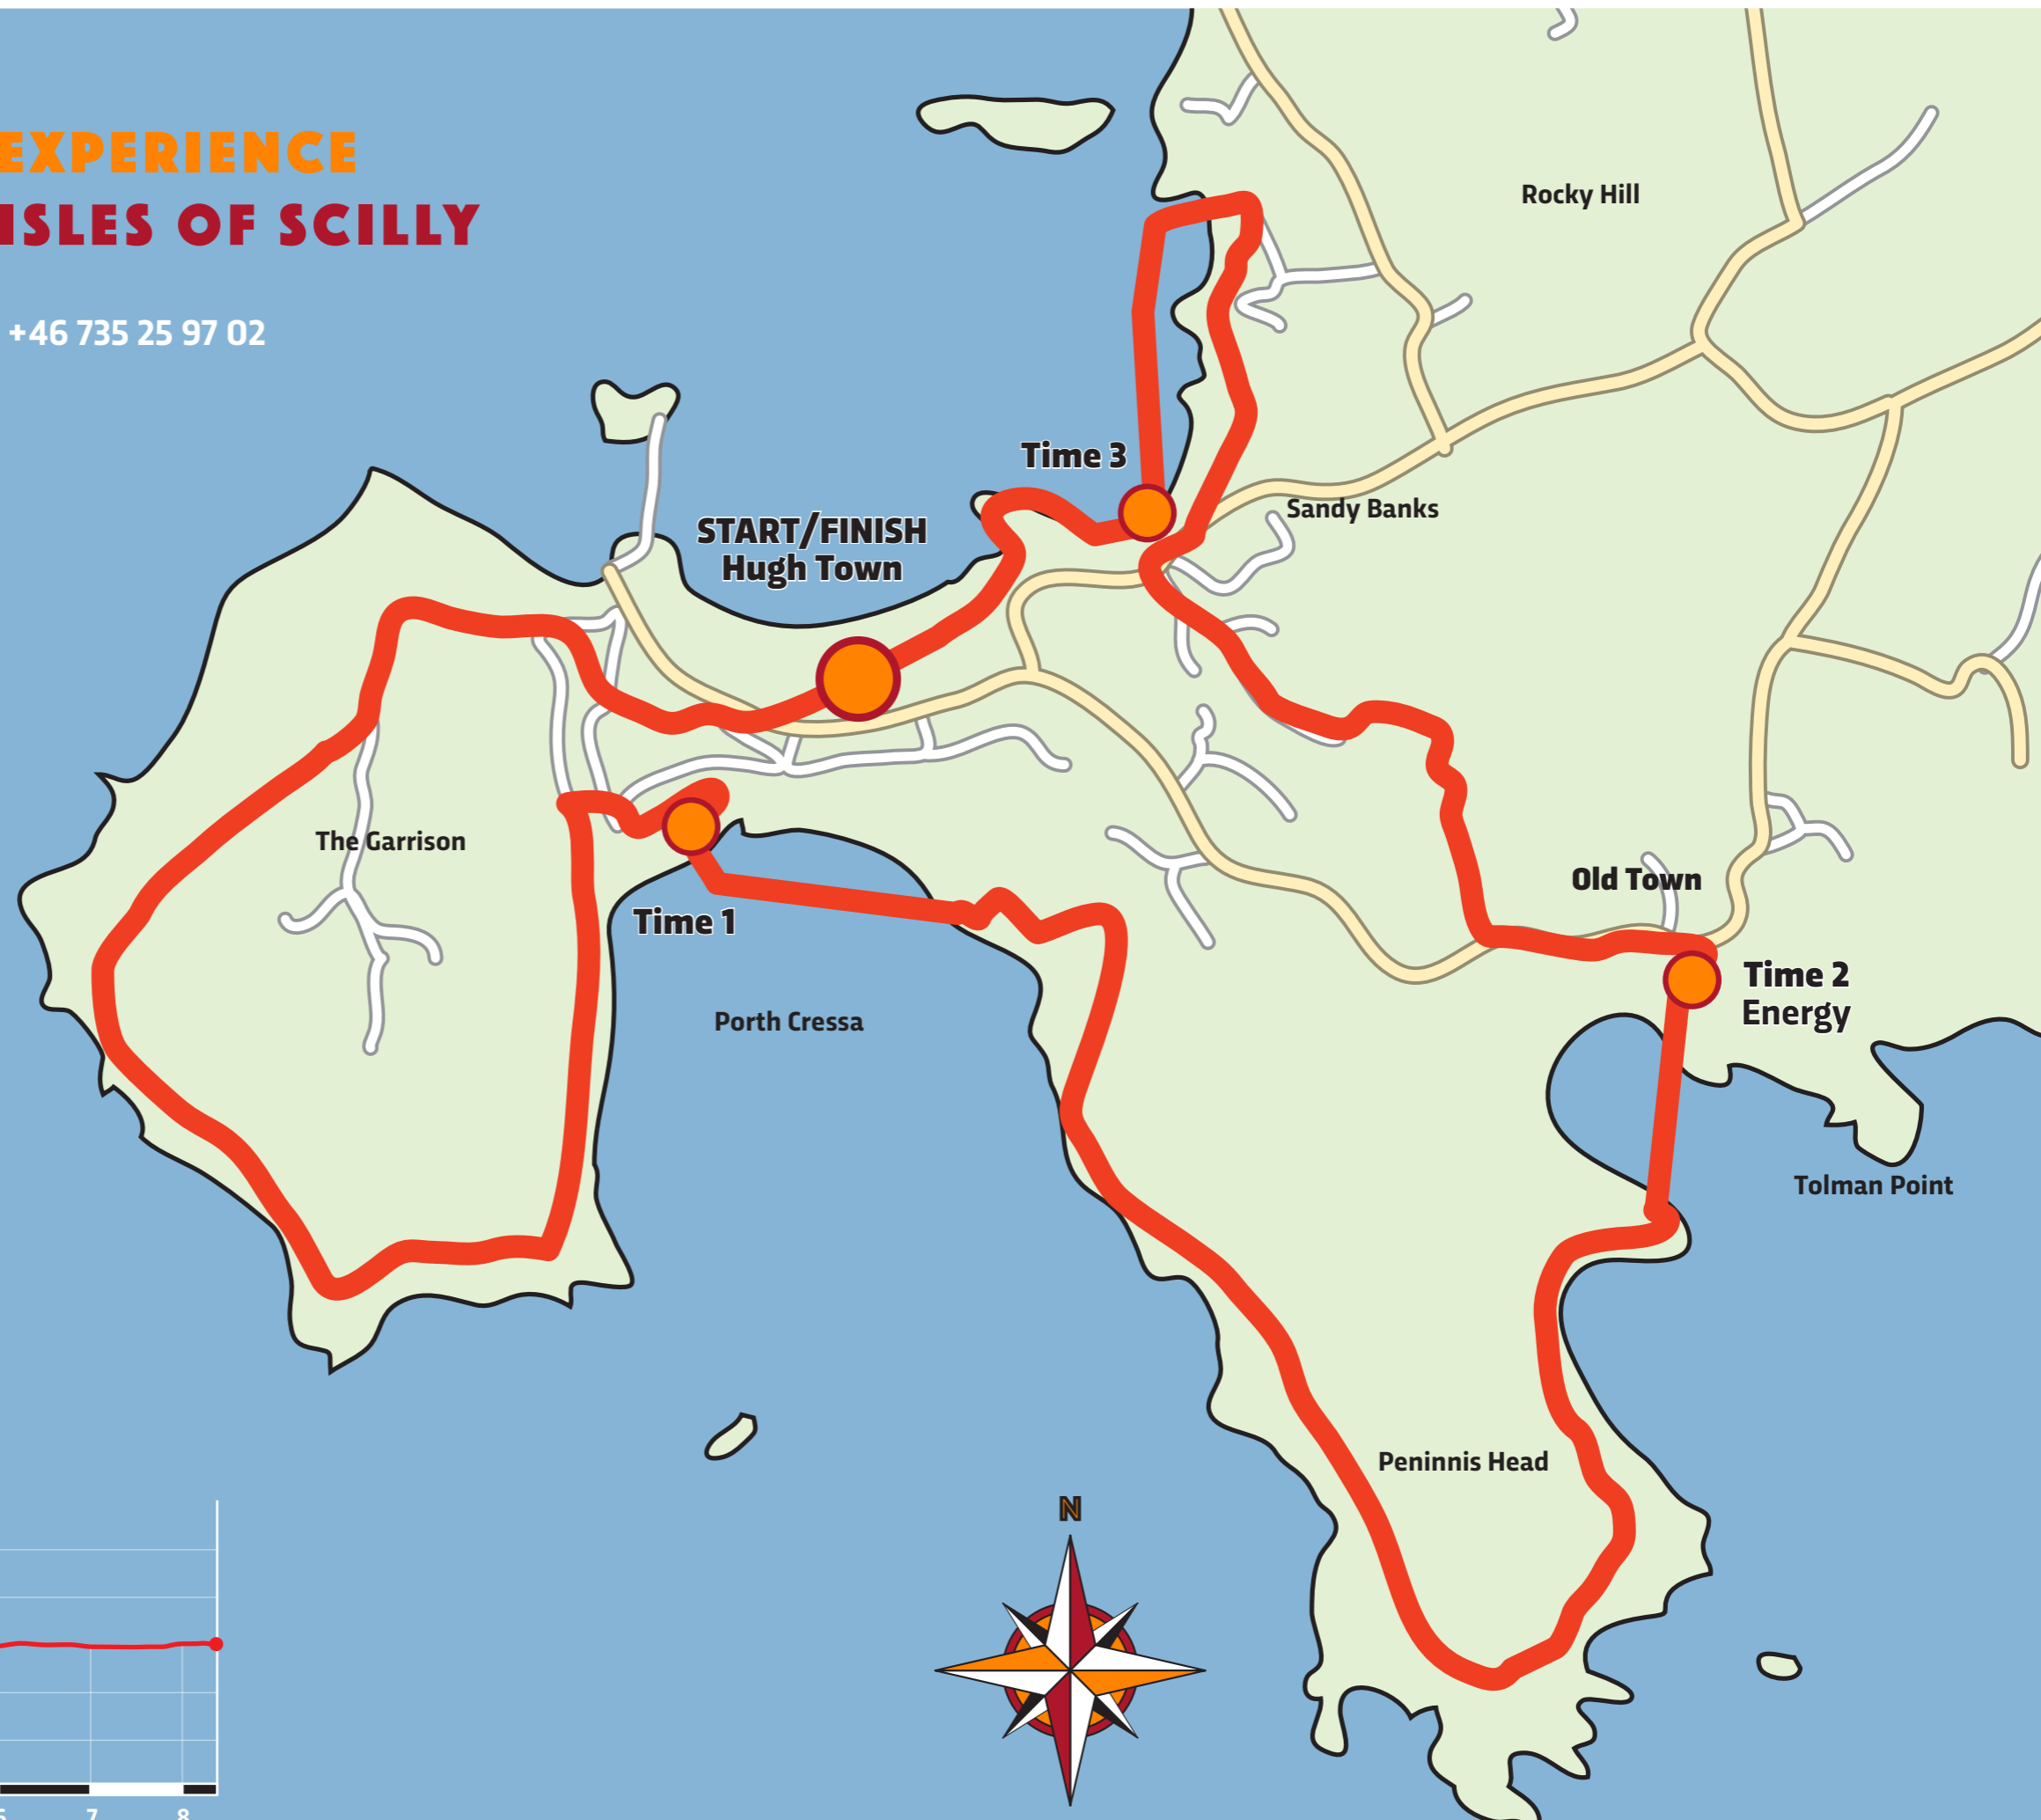 EXPERIENCE
ISLES OF SCILLY
+46 735 25 97 02
Rocky Hill
Time 3
Sandy Banks
START/FINISH
Hugh Town
The Garrison
Old Town
Time 1
Time 2
Energy
Porth Cressa
Tolman Point
Peninnis Head
N
7
8